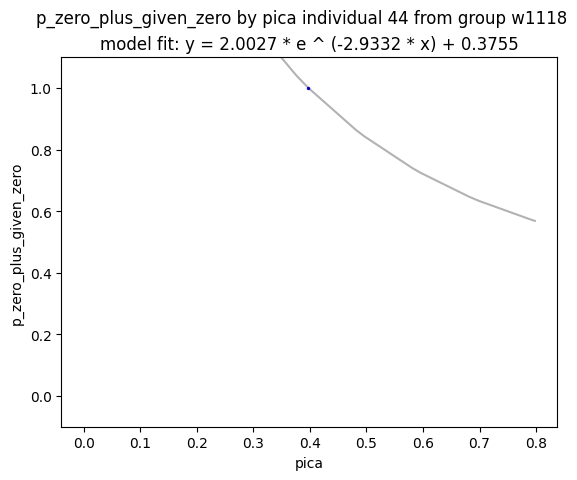 p_zero_plus_given_zero by pica individual 44 from group w1118
model fit: y = 2.0027 * e ^ (-2.9332 * x) + 0.3755
1.0
0.8
0.6
0.4
0.2
0.0
p_zero_plus_given_zero
0.0 0.1 0.2 0.3 0.4 0.5 0.6 0.7 0.8
pica